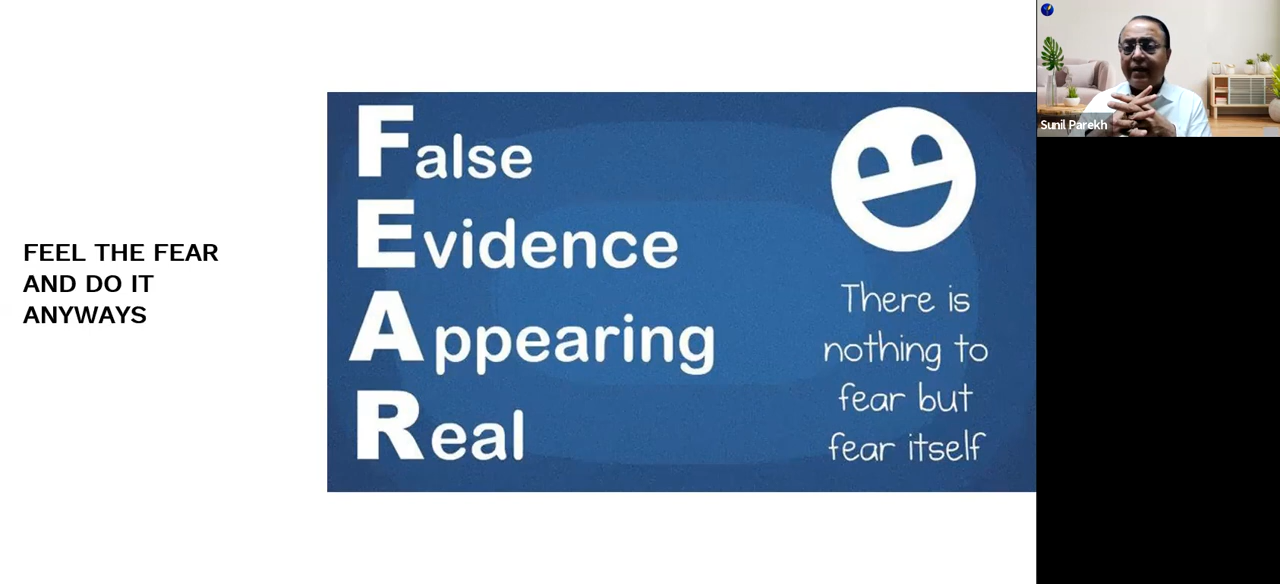 FEEL THE FEAR
AND DO IT
ANYWAYS
False
Evidence
Appearing
Real
There is
nothing to
fear but
fear itself
Sunil Parekh